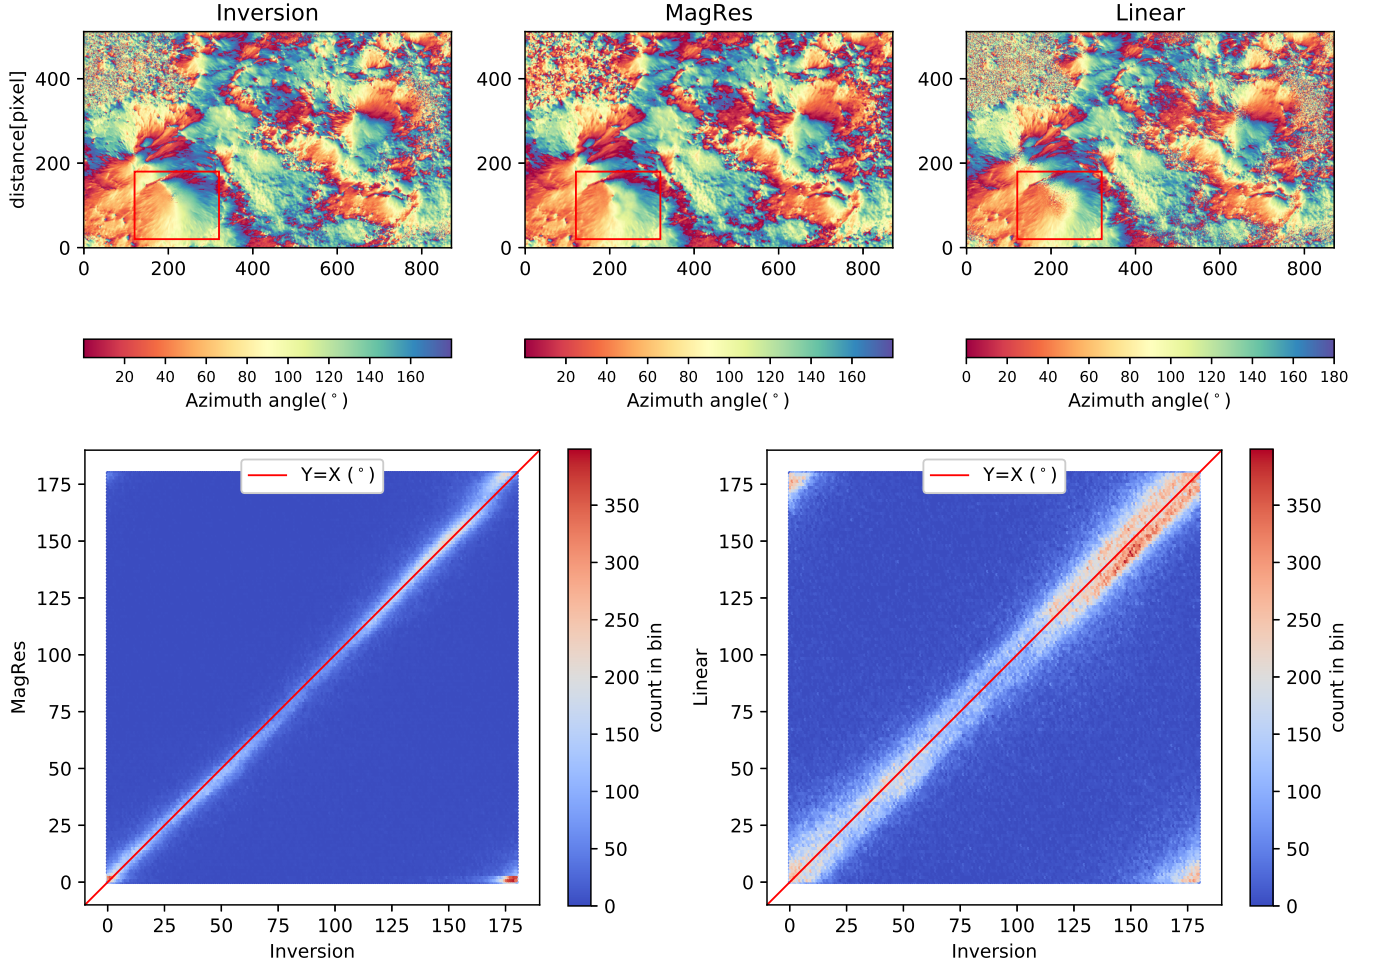 Inversion
MagRes
Linear
distance[pixel]
400
200
0
0 200 400 600 800
400
200
0
0 200 400 600 800
400
200
0
0 200 400 600 800
20 40 60 80 100 120 140 160
Azimuth angle(°)
20 40 60 80 100 120 140 160
Azimuth angle(°)
0 20 40 60 80 100 120 140 160 180
Azimuth angle(°)
Y=X (°)
MagRes
175
150
125
100
75
50
25
0
0 25 50 75 100 125 150 175
Inversion
350
300
250
200
150
100
50
0
count in bin
Y=X (°)
Linear
175
150
125
100
75
50
25
0
0 25 50 75 100 125 150 175
Inversion
350
300
250
200
150
100
50
0
count in bin